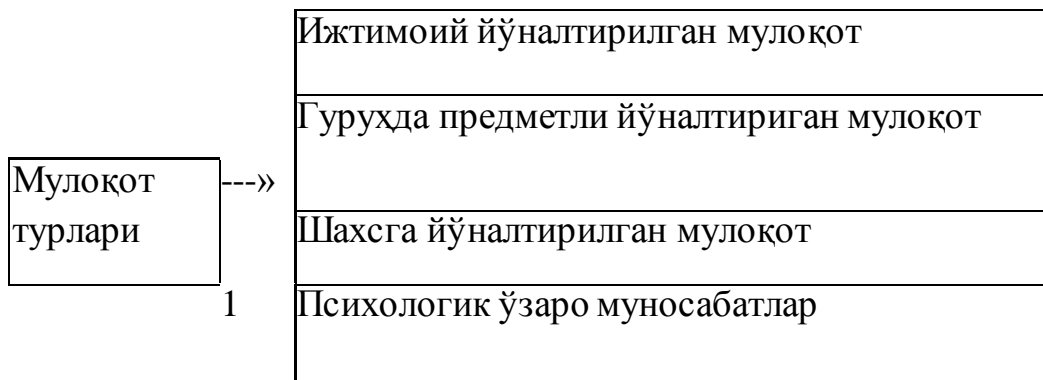 Ижтимоий йўналтирилган мулоқот
Гуруҳда предметли йўналтириган мулоқот
Мулоқот
турлари
---»
Шахсга йўналтирилган мулоқот
1
Психологик ўзаро муносабатлар